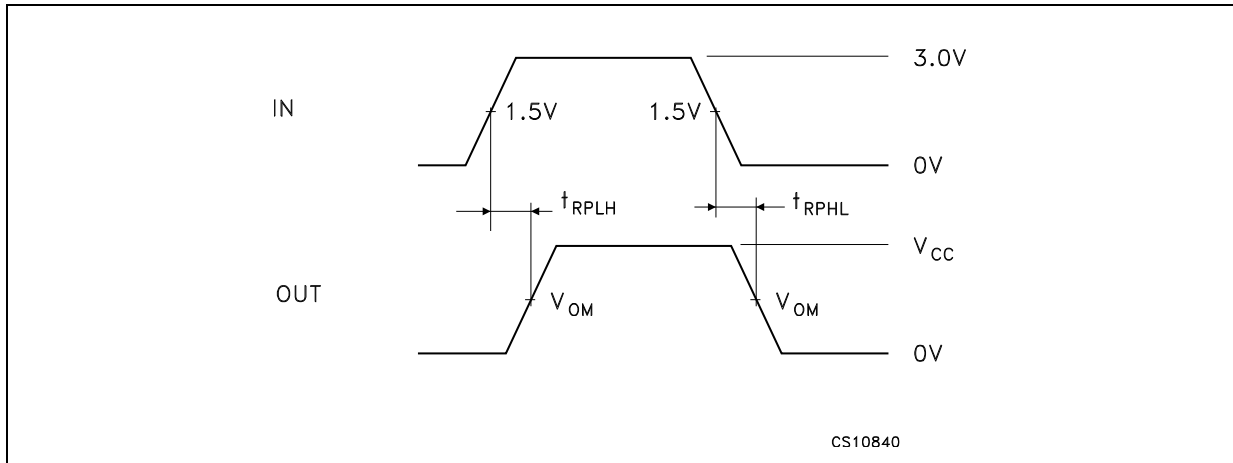 3.0V
IN
1.5V
1.5V
0V
tRPLH
tRPHL
VCC
OUT
VOM
VOM
0V
CS10840